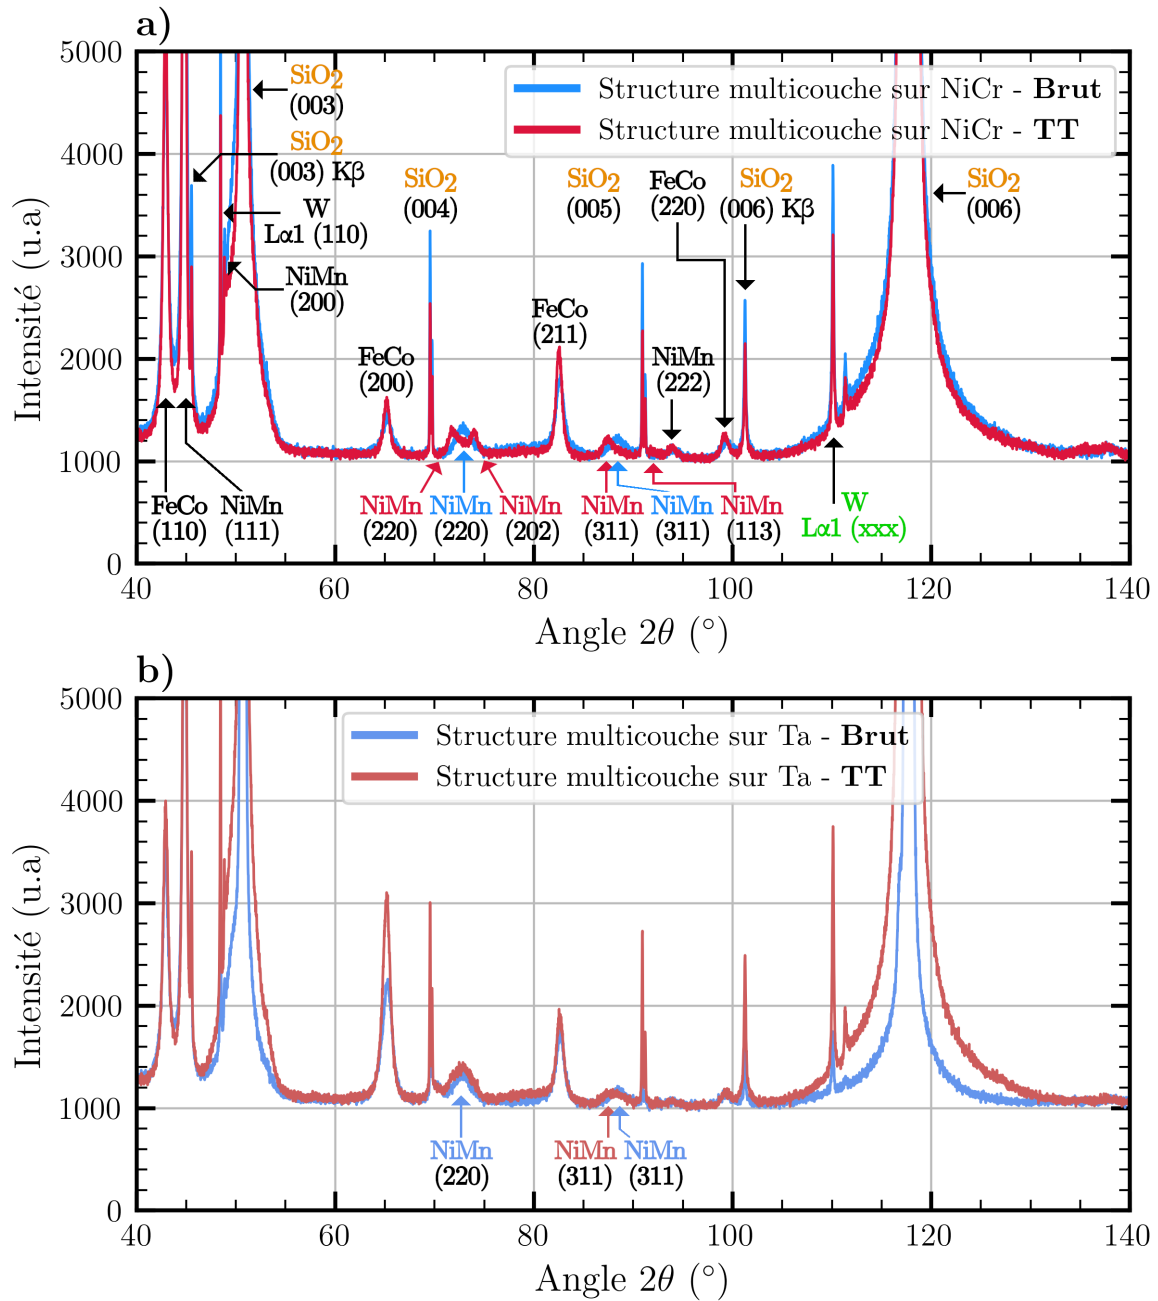 a)
5000
4000
3000
2000
1000
0
Intensité (u.a)
Structure multicouche sur NiCr - Brut
Structure multicouche sur NiCr - TT
SiO2
(003)
SiO2
(003) Kβ
W
Lα1 (110)
NiMn
(200)
SiO2
(004)
SiO2
(005)
FeCo
(220)
SiO2
(006) Kβ
SiO2
(006)
FeCo
(200)
FeCo
(211)
NiMn
(222)
FeCo
(110)
NiMn
(111)
NiMn
(220)
NiMn
(220)
NiMn
(202)
NiMn
(311)
NiMn
(311)
NiMn
(113)
W
Lα1 (xxx)
40 60 80 100 120 140
Angle 2θ (°)
b)
5000
4000
3000
2000
1000
0
Intensité (u.a)
Structure multicouche sur Ta - Brut
Structure multicouche sur Ta - TT
NiMn
(220)
NiMn
(311)
NiMn
(311)
40 60 80 100 120 140
Angle 2θ (°)